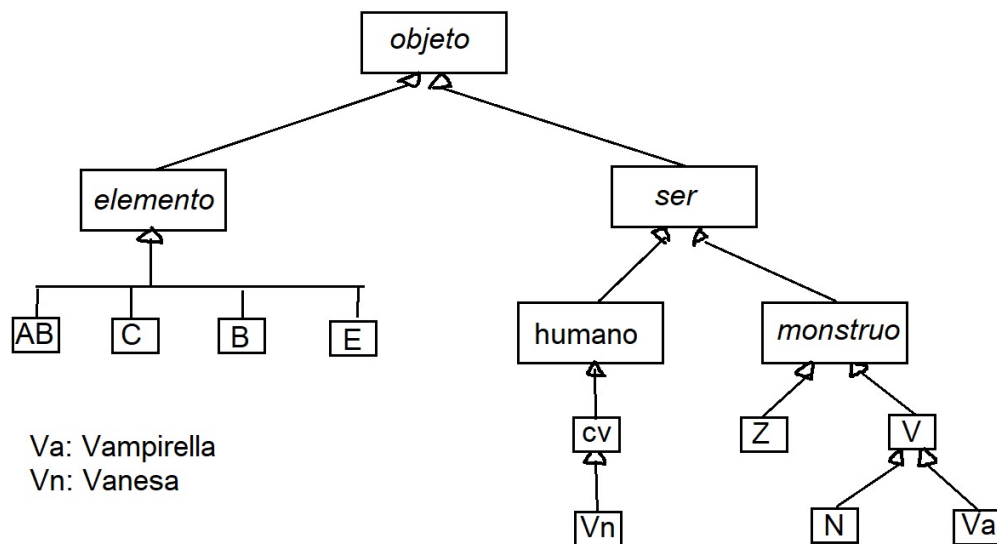 objeto
elemento
ser
AB
C
B
E
humano
monstruo
cv
Z
V
Va: Vampirella
Vn: Vanesa
Vn
N
Va